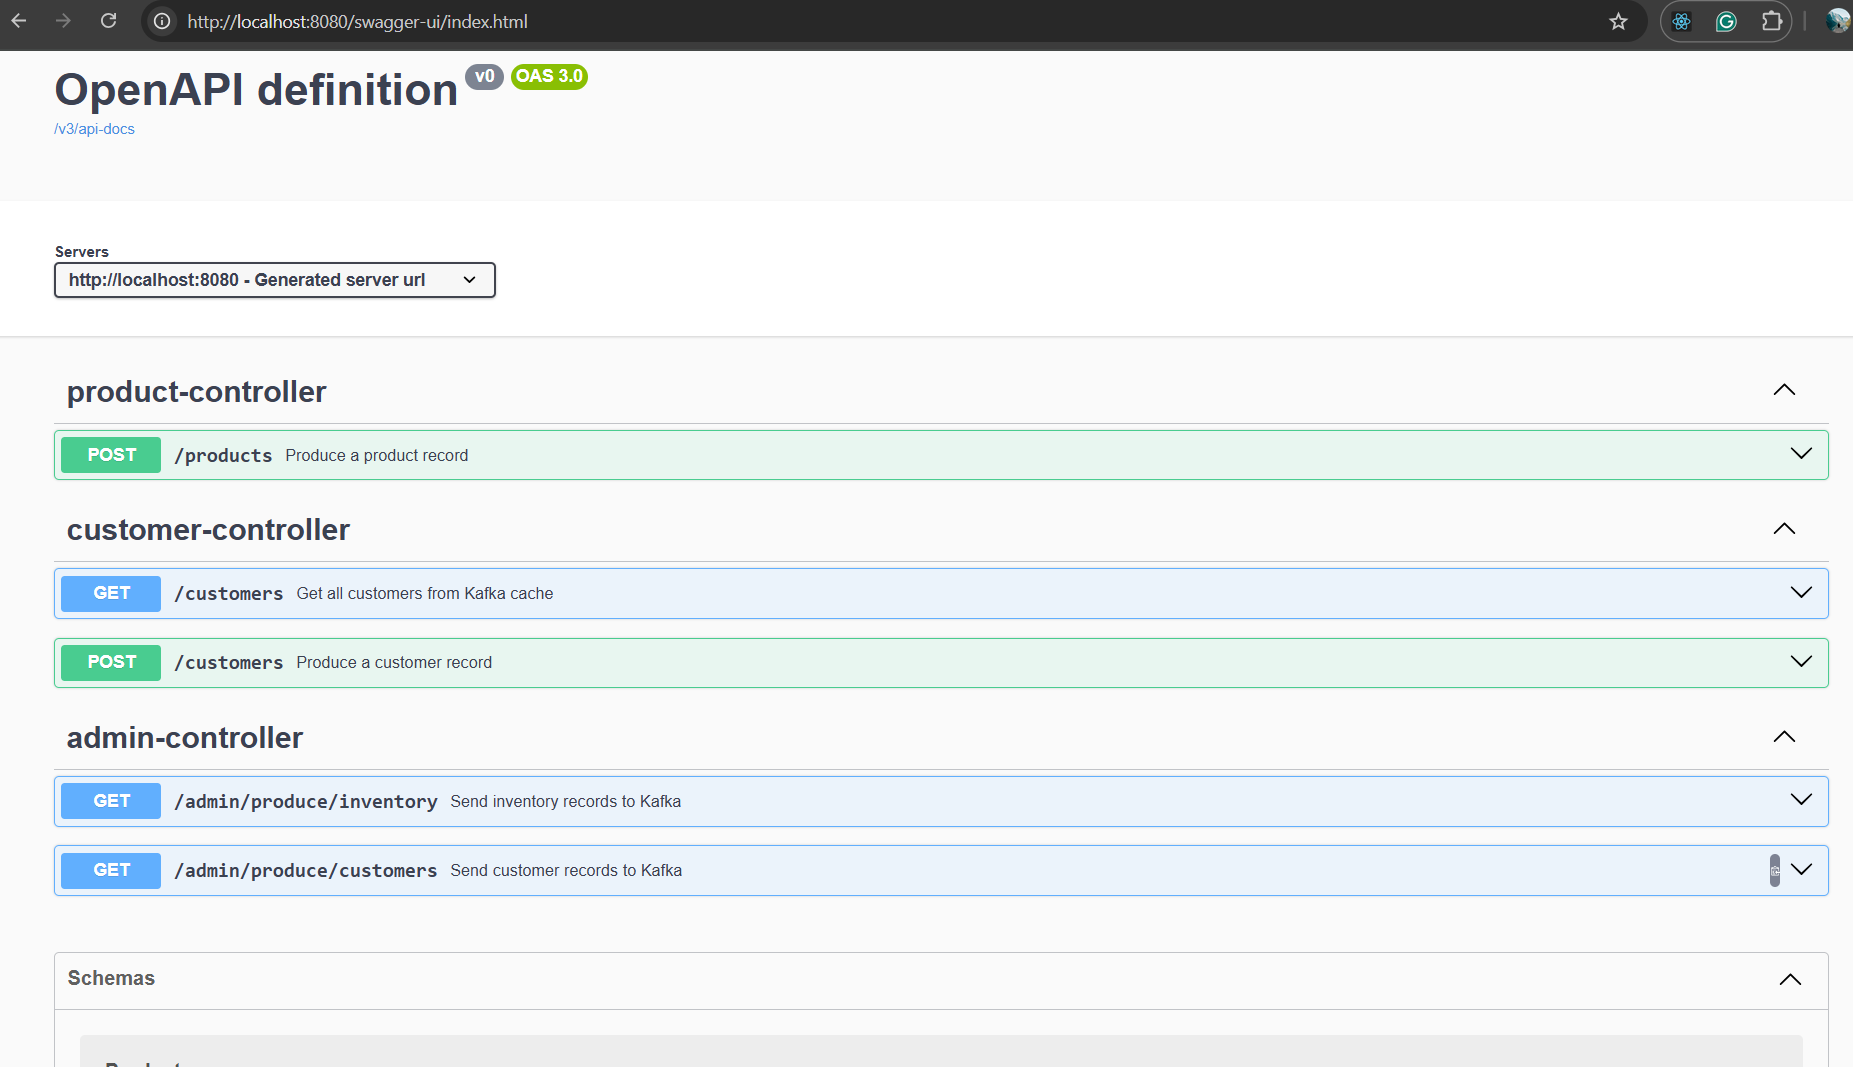 http://localhost:8080/swagger-ui/index.html
OpenAPI definition v0 OAS 3.0
/v3/api-docs
Servers
http://localhost:8080 - Generated server url
product-controller
POST /products Produce a product record
customer-controller
GET /customers Get all customers from Kafka cache
POST /customers Produce a customer record
admin-controller
GET /admin/produce/inventory Send inventory records to Kafka
GET /admin/produce/customers Send customer records to Kafka
Schemas